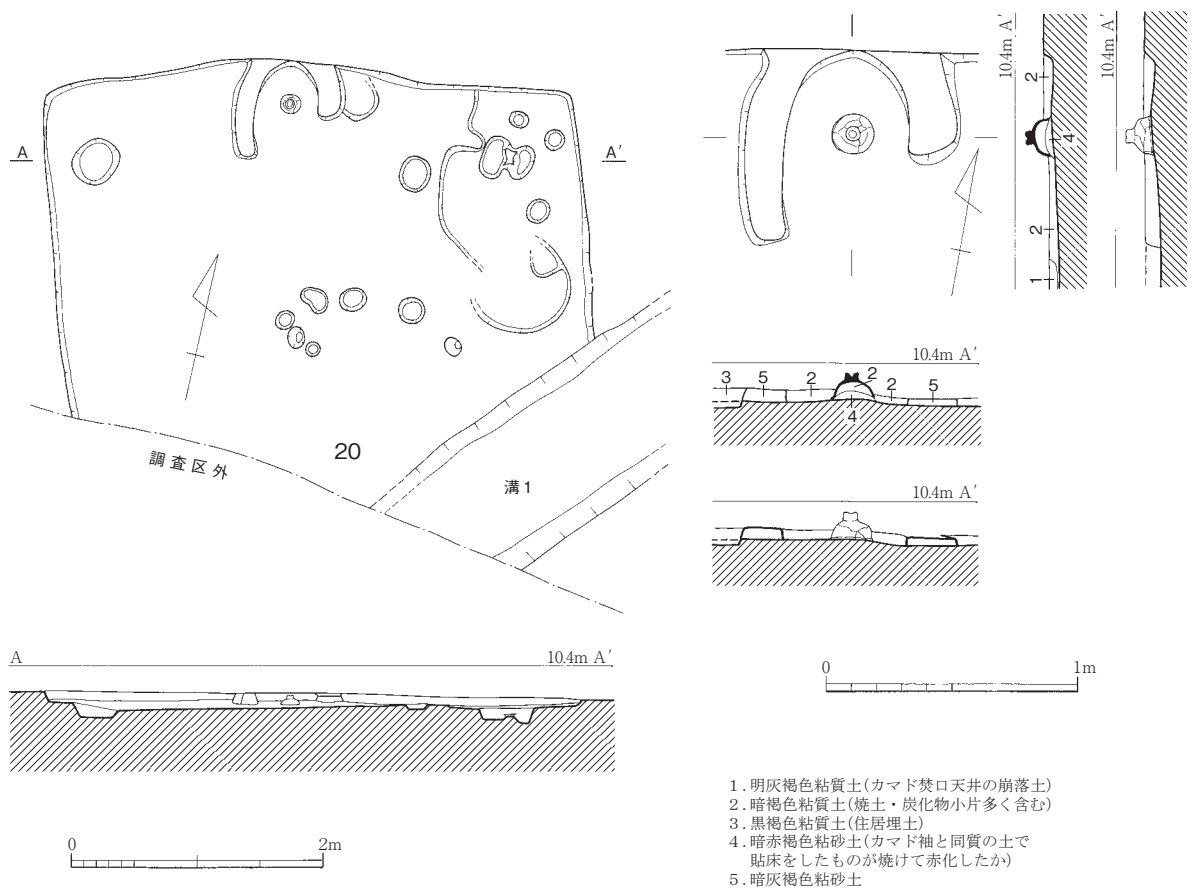 A
A′
調査区外
20
溝1
A
10.4m A′
0
2m
10.4m A′
2
4
2
1
10.4m A′
10.4m A′
3
5
2
2
2
5
4
10.4m A′
0
1m
1. 明灰褐色粘質土(カマド焚口天井の崩落土)
2. 暗褐色粘質土(焼土・炭化物小片多く含む)
3. 黒褐色粘質土(住居埋土)
4. 暗赤褐色粘砂土(カマド袖と同質の土で
貼床をしたものが焼けて赤化したか)
5. 暗灰褐色粘砂土